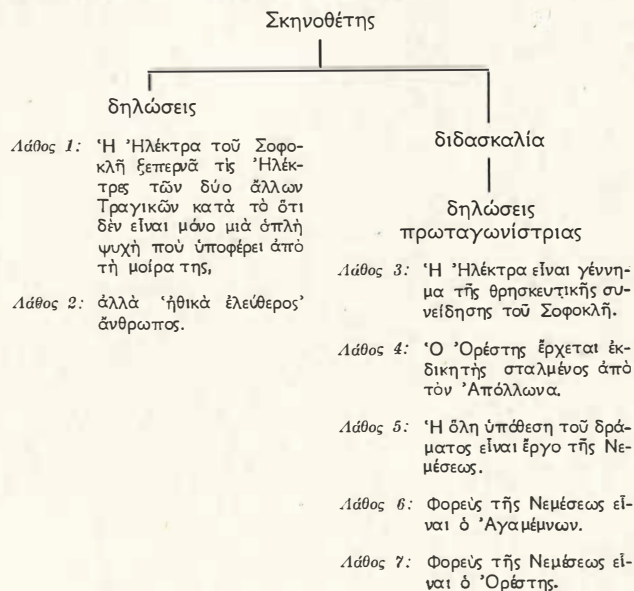 Σκηνοθέτης
δηλώσεις
Λάθος 1: Ἡ Ἠλέκτρα τοῦ Σοφο-
κλῆ ξεπερνᾶ τὶς Ἠλέκ-
τρες τῶν δύο ἄλλων
Τραγικῶν κατὰ τὸ ὅτι
δὲν εἶναι μόνο μιὰ ἁπλὴ
ψυχὴ ποὺ ὑποφέρει ἀπὸ
τὴ μοίρα της,
Λάθος 2: ἀλλὰ ‘ἠθικὰ ἐλεύθερος’
ἄνθρωπος.
διδασκαλία
δηλώσεις
πρωταγωνίστριας
Λάθος 3: Ἡ Ἠλέκτρα εἶναι γέννη-
μα τῆς θρησκευτικῆς συ-
νείδησης τοῦ Σοφοκλῆ.
Λάθος 4: Ὁ Ὀρέστης ἔρχεται ἐκ-
δικητὴς σταλμένος ἀπὸ
τὸν Ἀπόλλωνα.
Λάθος 5: Ἡ ὅλη ὑπόθεση τοῦ δρά-
ματος εἶναι ἔργο τῆς Νε-
μέσεως.
Λάθος 6: Φορεὺς τῆς Νεμέσεως εἶ-
ναι ὁ Ἀγαμέμνων.
Λάθος 7: Φορεὺς τῆς Νεμέσεως εἶ-
ναι ὁ Ὀρέστης.